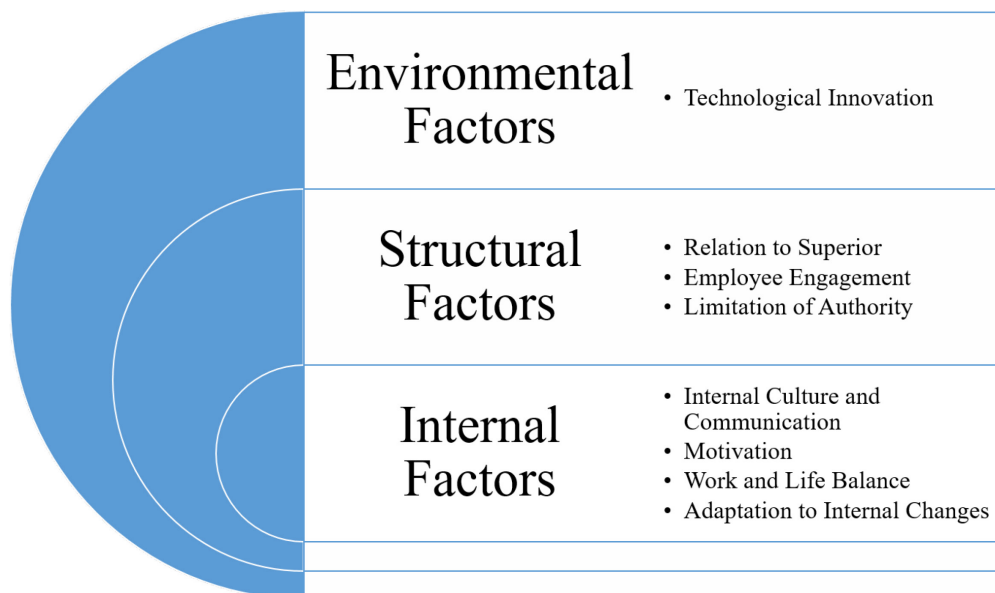 Environmental
Factors
• Technological Innovation
Structural
Factors
• Relation to Superior
• Employee Engagement
• Limitation of Authority
Internal
Factors
• Internal Culture and
Communication
• Motivation
• Work and Life Balance
• Adaptation to Internal Changes